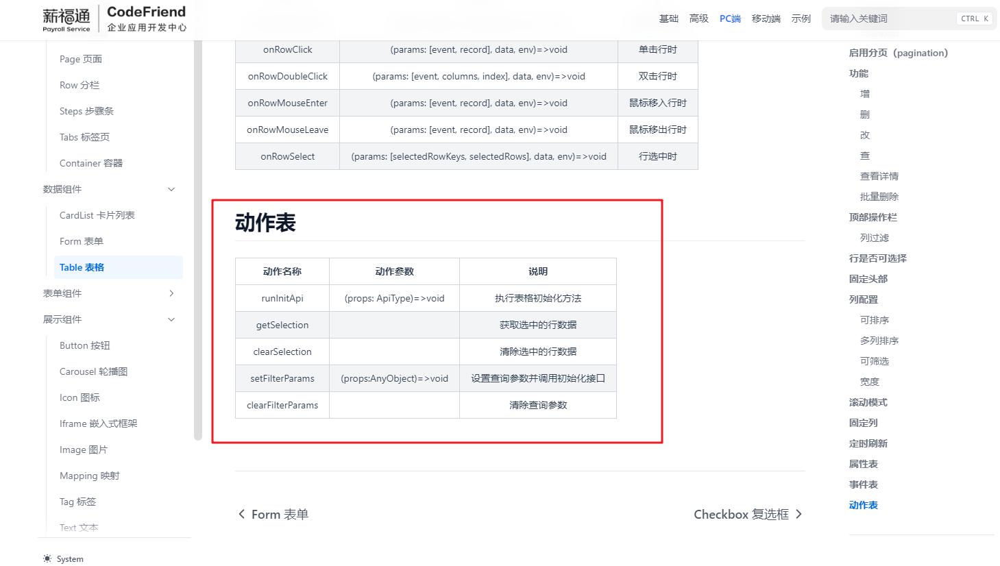 薪福通
Payroll Service
CodeFriend
企业应用开发中心
基础 高级 PC端 移动端 示例 请输入关键词 CTRL K
Page 页面
Row 分栏
Steps 步骤条
Tabs 标签页
Container 容器
数据组件
CardList 卡片列表
Form 表单
Table 表格
表单组件
展示组件
Button 按钮
Carousel 轮播图
Icon 图标
Iframe 嵌入式框架
Image 图片
Mapping 映射
Tag 标签
Text 文本
System
onRowClick (params: [event, record], data, env)=>void 单击行时
onRowDoubleClick (params: [event, columns, index], data, env)=>void 双击行时
onRowMouseEnter (params: [event, record], data, env)=>void 鼠标移入行时
onRowMouseLeave (params: [event, record], data, env)=>void 鼠标移出行时
onRowSelect (params: [selectedRowKeys, selectedRows], data, env)=>void 行选中时
动作表
动作名称 动作参数 说明
runInitApi (props: ApiType)=>void 执行表格初始化方法
getSelection 获取选中的行数据
clearSelection 清除选中的行数据
setFilterParams (props:AnyObject)=>void 设置查询参数并调用初始化接口
clearFilterParams 清除查询参数
Form 表单
Checkbox 复选框
启用分页（pagination）
功能
增
删
改
查
查看详情
批量删除
顶部操作栏
列过滤
行是否可选择
固定头部
列配置
可排序
多列排序
可筛选
宽度
滚动模式
固定列
定时刷新
属性表
事件表
动作表